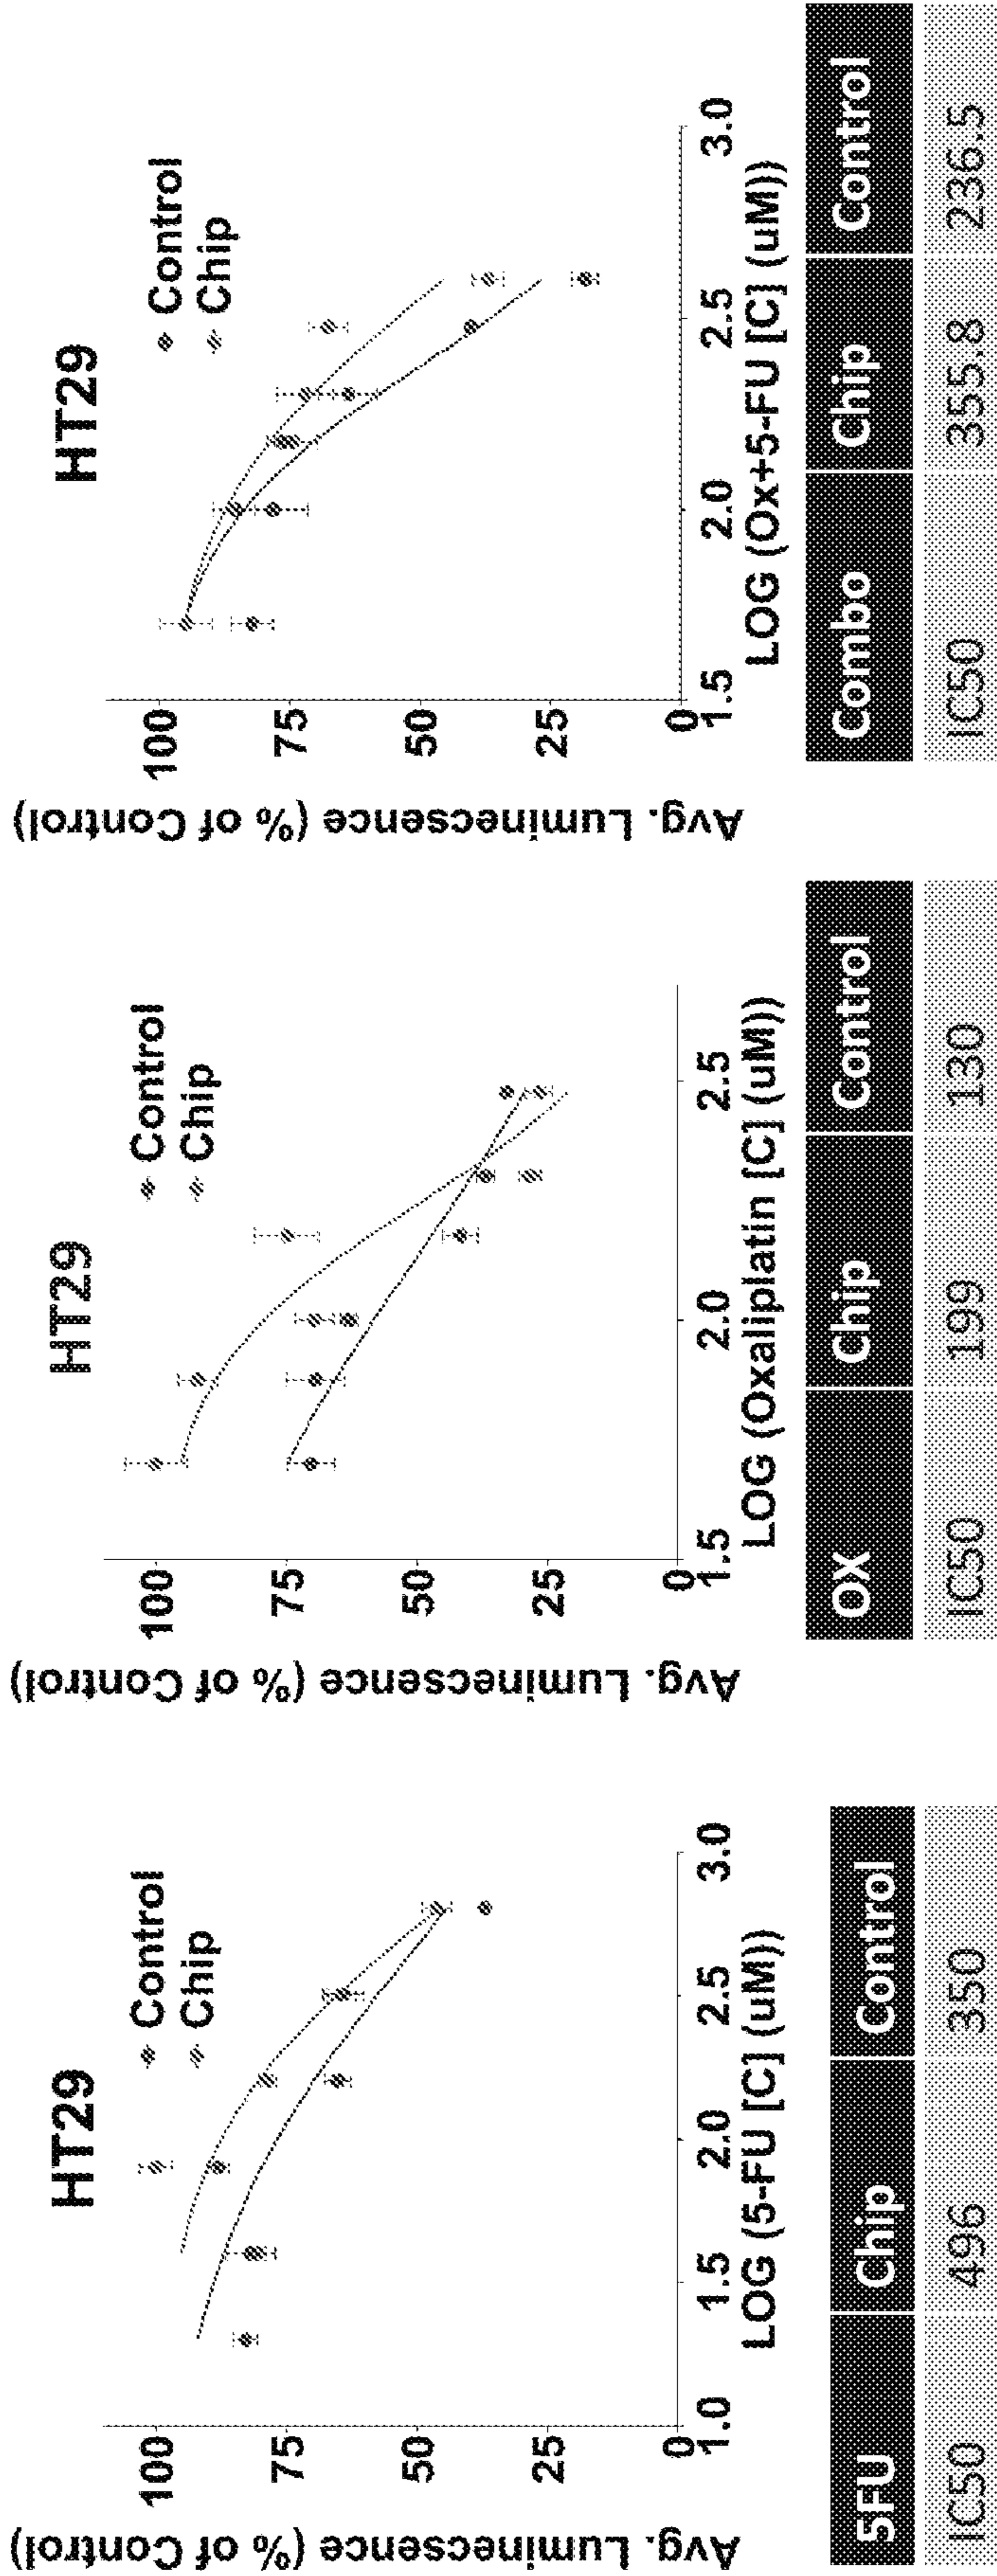 HT29
Control
Chip
Avg. Luminecsence (% of Control)
100
75
50
25
0
1.0 1.5 2.0 2.5 3.0
LOG (5-FU [C] (uM))
5FU Chip Control
IC50 496 350
HT29
Control
Chip
Avg. Luminecsence (% of Control)
100
75
50
25
0
1.5 2.0 2.5
LOG (Oxaliplatin [C] (uM))
OX Chip Control
IC50 199 130
HT29
Control
Chip
Avg. Luminecsence (% of Control)
100
75
50
25
0
1.5 2.0 2.5 3.0
LOG (Ox+5-FU [C] (uM))
Combo Chip Control
IC50 355.8 236.5